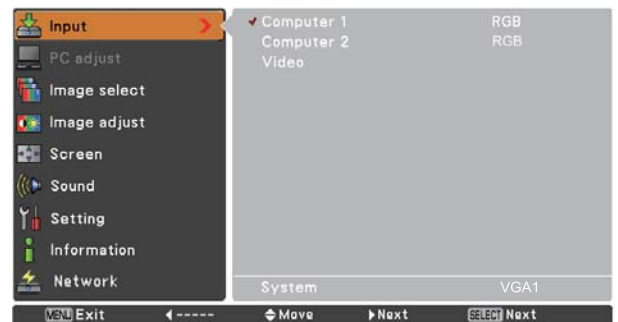 Input
PC adjust
Image select
Image adjust
Screen
Sound
Setting
Information
Network
Computer 1 RGB
Computer 2 RGB
Video
System VGA1
MENU Exit ----- Move Next SELECT Next